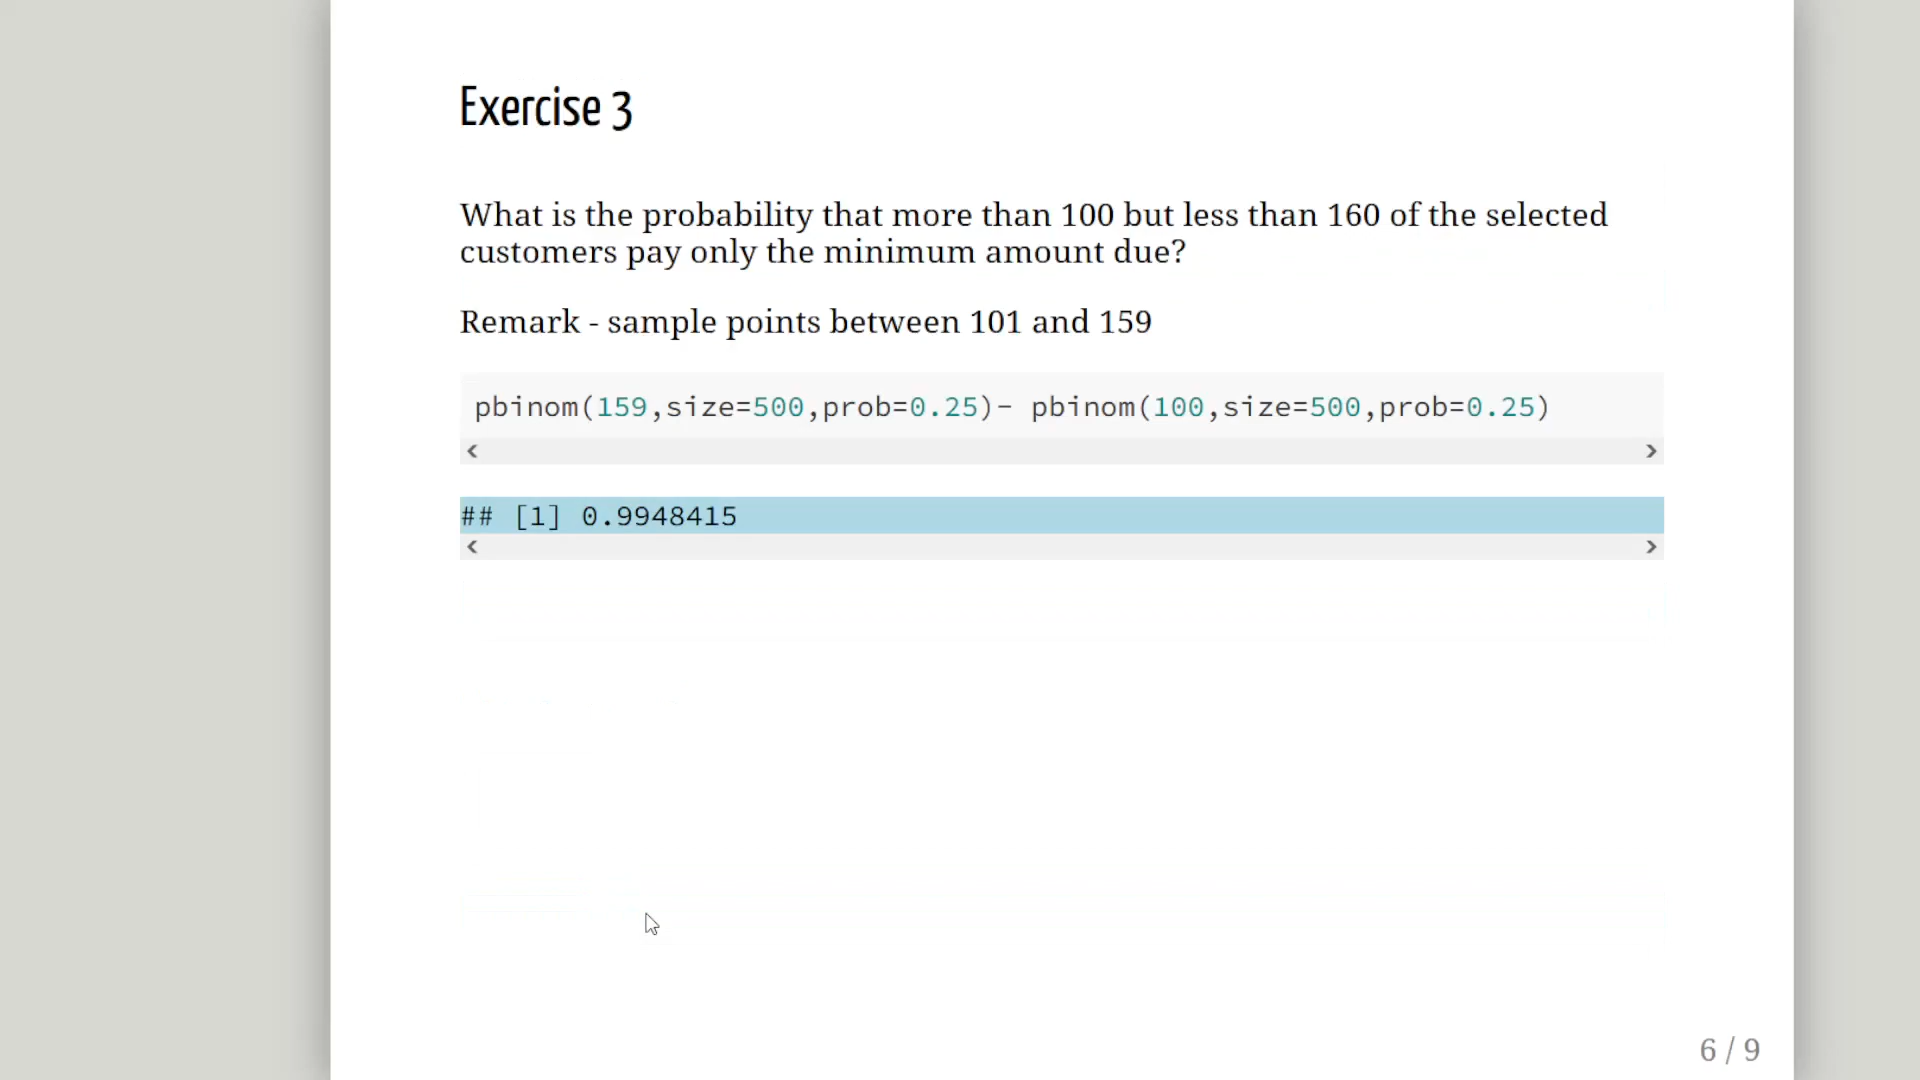 Exercise 3
What is the probability that more than 100 but less than 160 of the selected
customers pay only the minimum amount due?
Remark - sample points between 101 and 159
pbinom(159,size=500,prob=0.25)- pbinom(100,size=500,prob=0.25)
## [1] 0.9948415
6 / 9